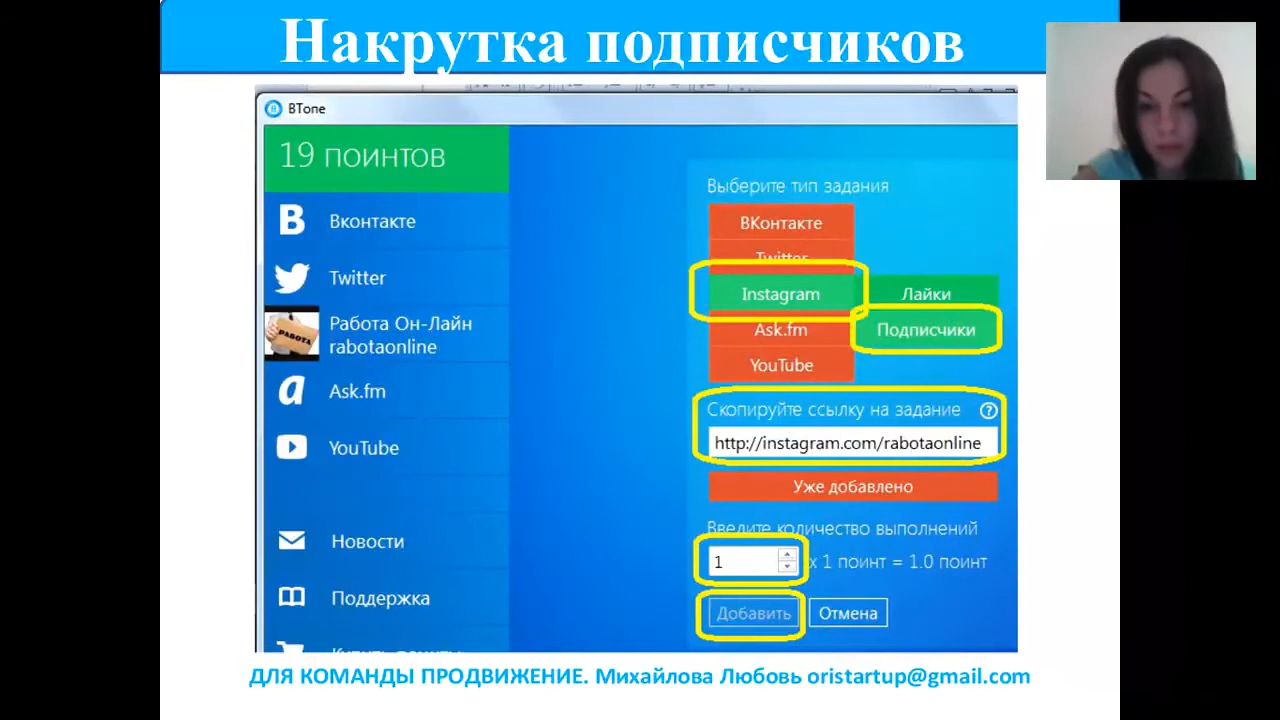 Накрутка подписчиков
BTone
19 поинтов
Вконтакте
Twitter
Работа Он-Лайн
rabotaonline
Ask.fm
YouTube
Новости
Поддержка
Выберите тип задания
ВКонтакте
Twitter
Instagram
Лайки
Ask.fm
Подписчики
YouTube
Скопируйте ссылку на задание
http://instagram.com/rabotaonline
Уже добавлено
Введите количество выполнений
1 x 1 поинт = 1.0 поинт
Добавить Отмена
ДЛЯ КОМАНДЫ ПРОДВИЖЕНИЕ. Михайлова Любовь oristartup@gmail.com